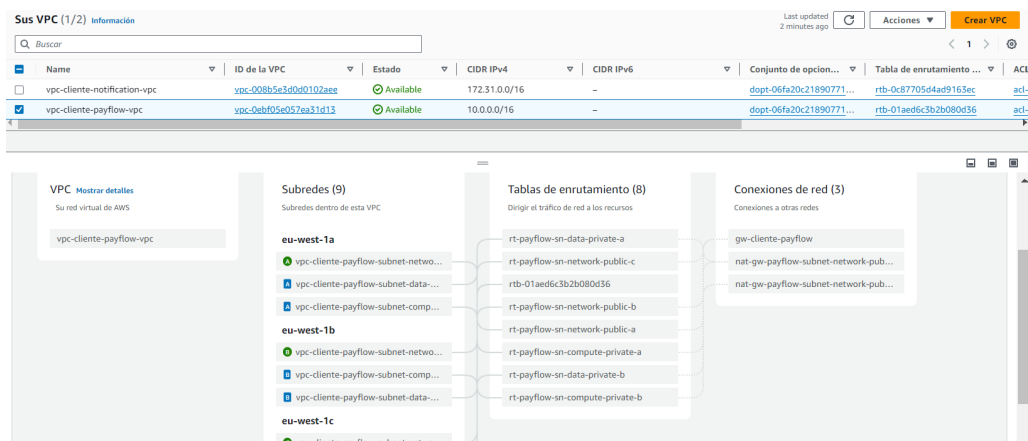 Sus VPC (1/2) Información
Last updated
2 minutes ago
Acciones
Crear VPC
Buscar
1
Name ID de la VPC Estado CIDR IPv4 CIDR IPv6 Conjunto de opcion... Tabla de enrutamiento ... ACL
vpc-cliente-notification-vpc vpc-008b5e3d0d0102aee Available 172.31.0.0/16 – dopt-06fa20c21890771... rtb-0c87705d4ad9163ec acl-
vpc-cliente-payflow-vpc vpc-0ebf05e057ea31d13 Available 10.0.0.0/16 – dopt-06fa20c21890771... rtb-01aed6c3b2b080d36 acl-
VPC Mostrar detalles
Su red virtual de AWS
vpc-cliente-payflow-vpc
Subredes (9)
Subredes dentro de esta VPC
eu-west-1a
A vpc-cliente-payflow-subnet-netwo...
A vpc-cliente-payflow-subnet-data-...
A vpc-cliente-payflow-subnet-comp...
eu-west-1b
B vpc-cliente-payflow-subnet-netwo...
B vpc-cliente-payflow-subnet-comp...
B vpc-cliente-payflow-subnet-data-...
eu-west-1c
Tablas de enrutamiento (8)
Dirigir el tráfico de red a los recursos
rt-payflow-sn-data-private-a
rt-payflow-sn-network-public-c
rtb-01aed6c3b2b080d36
rt-payflow-sn-network-public-b
rt-payflow-sn-network-public-a
rt-payflow-sn-compute-private-a
rt-payflow-sn-data-private-b
rt-payflow-sn-compute-private-b
Conexiones de red (3)
Conexiones a otras redes
gw-cliente-payflow
nat-gw-payflow-subnet-network-pub...
nat-gw-payflow-subnet-network-pub...